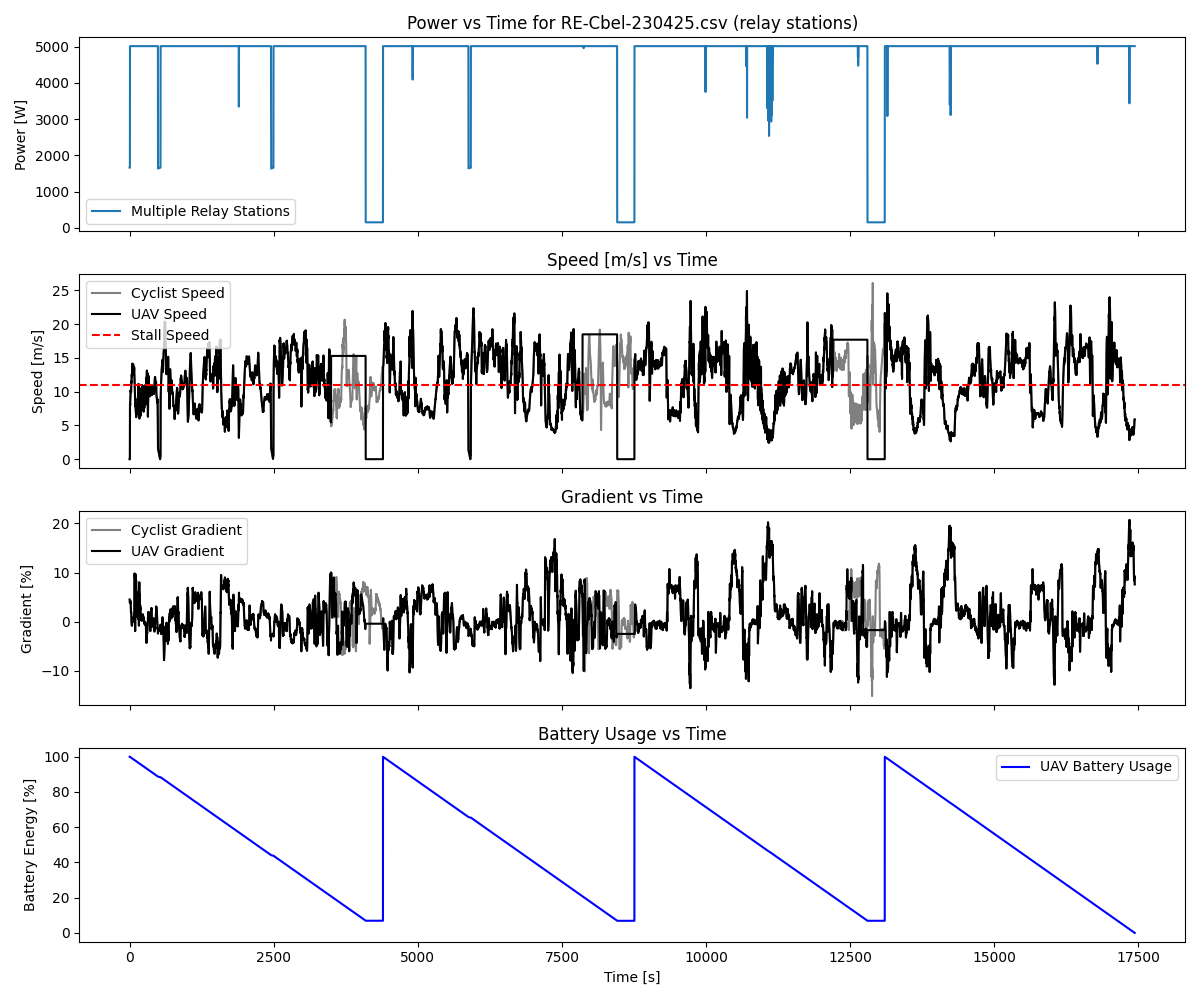 Power vs Time for RE-Cbel-230425.csv (relay stations)
5000
4000
3000
2000
1000
0
Power [W]
Multiple Relay Stations
Speed [m/s] vs Time
25
20
15
10
5
0
Speed [m/s]
Cyclist Speed
UAV Speed
Stall Speed
Gradient vs Time
20
10
0
−10
Gradient [%]
Cyclist Gradient
UAV Gradient
Battery Usage vs Time
100
80
60
40
20
0
Battery Energy [%]
UAV Battery Usage
0 2500 5000 7500 10000 12500 15000 17500
Time [s]